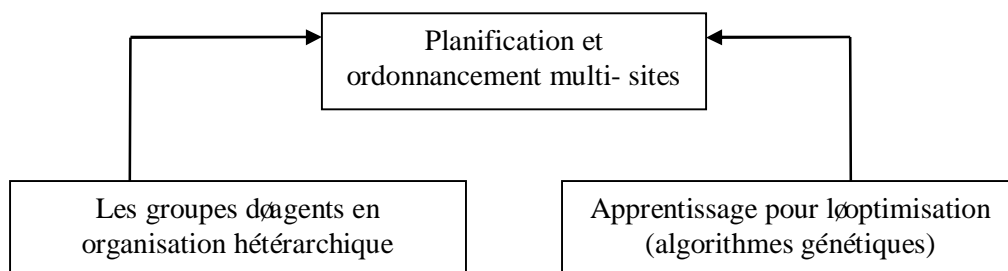 Planification et
ordonnancement multi- sites
Les groupes døagents en
organisation hétérarchique
Apprentissage pour løoptimisation
(algorithmes génétiques)